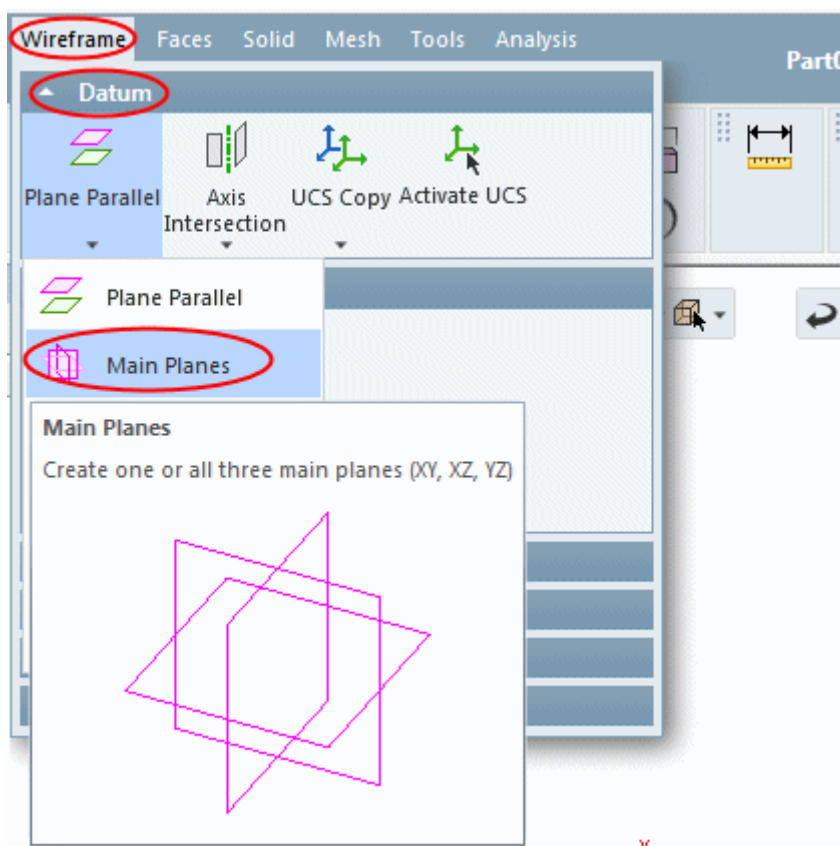 Wireframe Faces Solid Mesh Tools Analysis
Datum
Plane Parallel
Axis Intersection
UCS Copy
Activate UCS
Plane Parallel
Main Planes
Main Planes
Create one or all three main planes (XY, XZ, YZ)